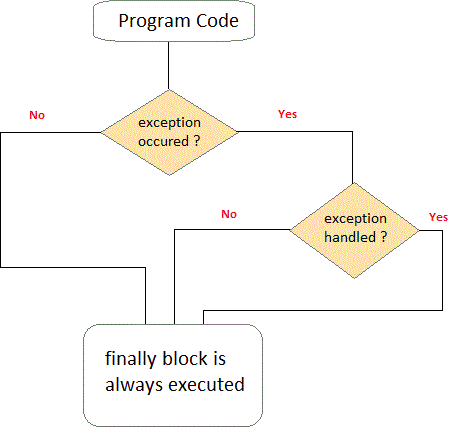 Program Code
No
Yes
exception
occured ?
No
Yes
exception
handled ?
finally block is
always executed